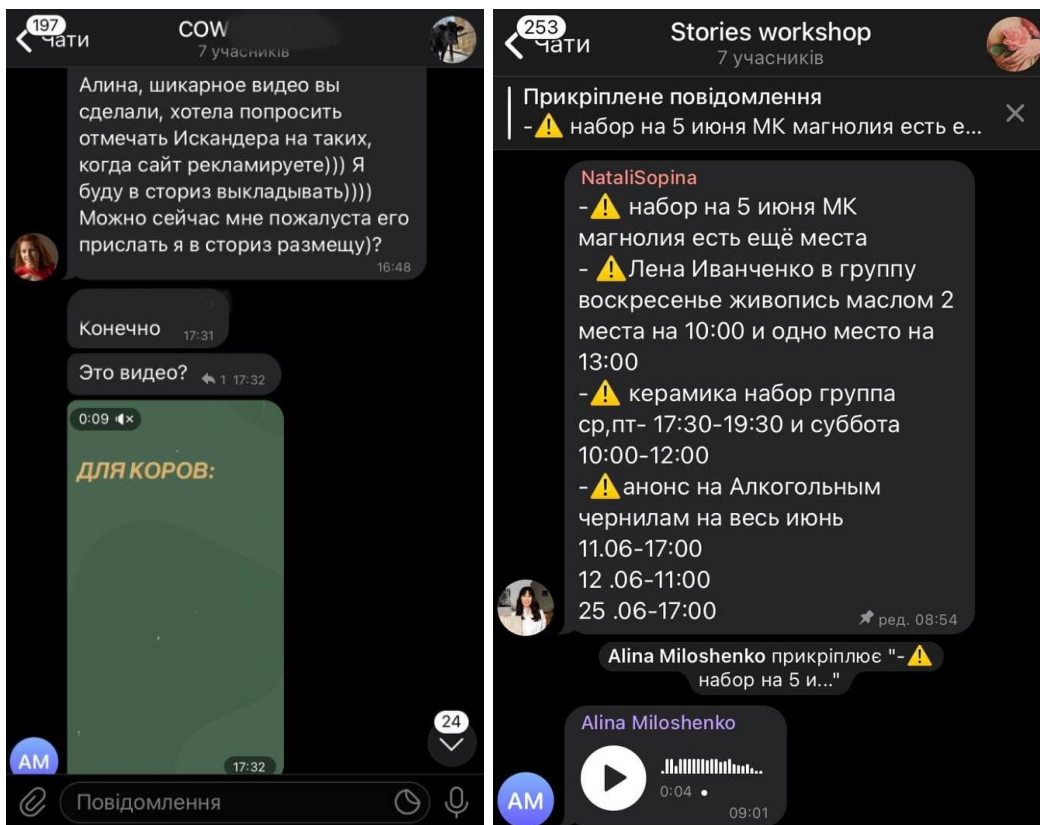 197
Чати
COW
7 учасників
Алина, шикарное видео вы
сделали, хотела попросить
отмечать Искандера на таких,
когда сайт рекламируете))) Я
буду в сториз выкладывать))))
Можно сейчас мне пожалуста его
прислать я в сториз размещу)?
16:48
Конечно 17:31
Это видео? 1 17:32
0:09
ДЛЯ КОРОВ:
17:32
24
AM
Повідомлення
253
Чати
Stories workshop
7 учасників
Прикріплене повідомлення
-⚠️ набор на 5 июня МК магнолия есть е...
NataliSopina
-⚠️ набор на 5 июня МК
магнолия есть ещё места
- ⚠️Лена Иванченко в группу
воскресенье живопись маслом 2
места на 10:00 и одно место на
13:00
-⚠️ керамика набор группа
ср,пт- 17:30-19:30 и суббота
10:00-12:00
-⚠️анонс на Алкогольным
чернилам на весь июнь
11.06-17:00
12 .06-11:00
25 .06-17:00
ред. 08:54
Alina Miloshenko прикріплює "-⚠️
набор на 5 и..."
Alina Miloshenko
0:04
09:01
AM